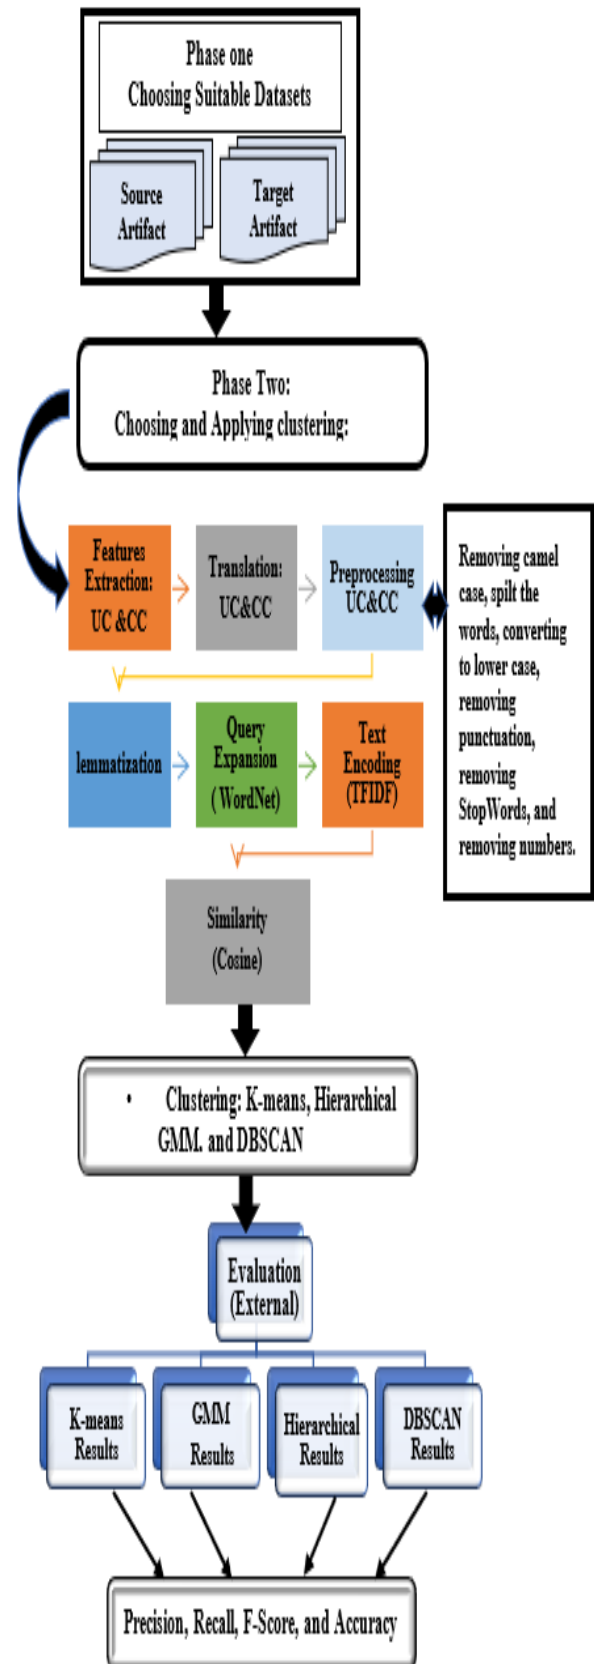 Phase one
Choosing Suitable Datasets
Source
Artifact
Target
Artifact
Phase Two:
Choosing and Applying clustering:
Features
Extraction:
UC &CC
Translation:
UC&CC
Preprocessing
UC&CC
Removing camel
case, spilt the
words, converting
to lower case,
removing
punctuation,
removing
StopWords, and
removing numbers.
lemmatization
Query
Expansion
( WordNet)
Text
Encoding
(TFIDF)
Similarity
(Cosine)
• Clustering: K-means, Hierarchical
GMM. and DBSCAN
Evaluation
(External)
K-means
Results
GMM
Results
Hierarchical
Results
DBSCAN
Results
Precision, Recall, F-Score, and Accuracy